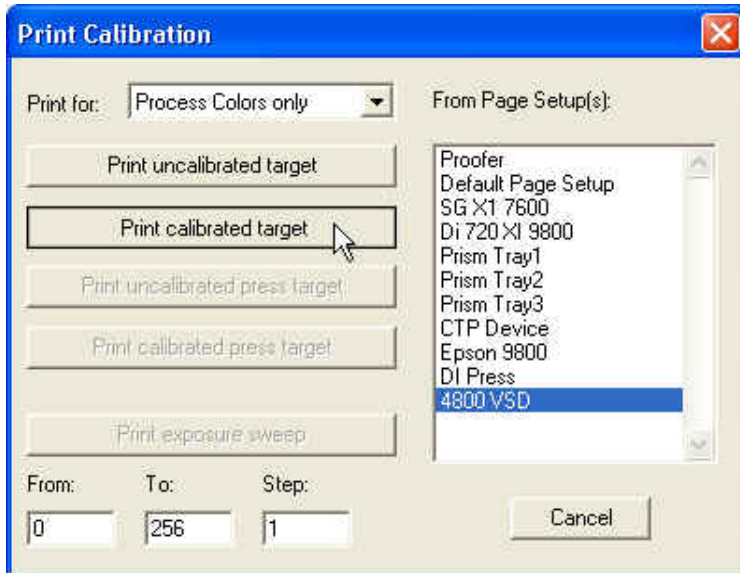 Print Calibration
Print for: Process Colors only
From Page Setup(s):
Print uncalibrated target
Print calibrated target
Print uncalibrated press target
Print calibrated press target
Print exposure sweep
From: To: Step:
0 256 1
Proofer
Default Page Setup
SG X1 7600
Di 720 XI 9800
Prism Tray1
Prism Tray2
Prism Tray3
CTP Device
Epson 9800
DI Press
4800 VSD
Cancel